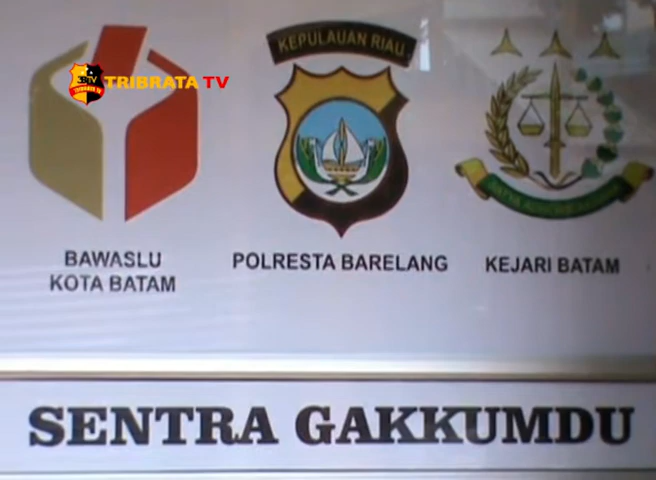 TRIBRATA TV
KEPULAUAN RIAU
BAWASLU
KOTA BATAM
POLRESTA BARELANG
KEJARI BATAM
SENTRA GAKKUMDU